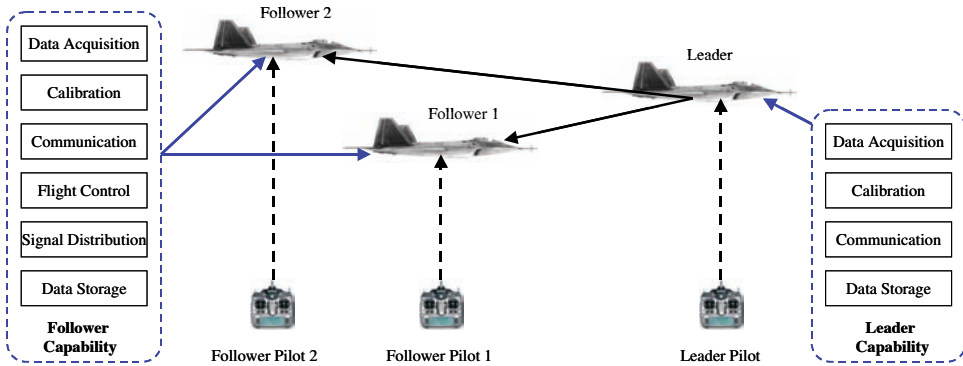 Data Acquisition
Calibration
Communication
Flight Control
Signal Distribution
Data Storage
Follower
Capability
Follower 2
Follower 1
Leader
Follower Pilot 2
Follower Pilot 1
Leader Pilot
Data Acquisition
Calibration
Communication
Data Storage
Leader
Capability